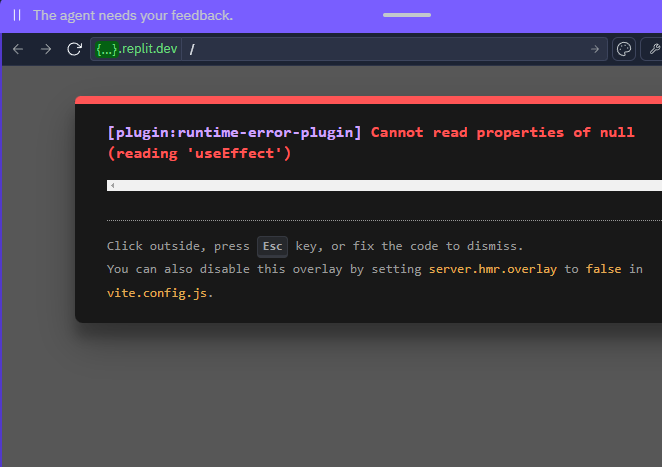 The agent needs your feedback.
{...}.replit.dev /
[plugin:runtime-error-plugin] Cannot read properties of null
(reading 'useEffect')
Click outside, press Esc key, or fix the code to dismiss.
You can also disable this overlay by setting server.hmr.overlay to false in
vite.config.js.